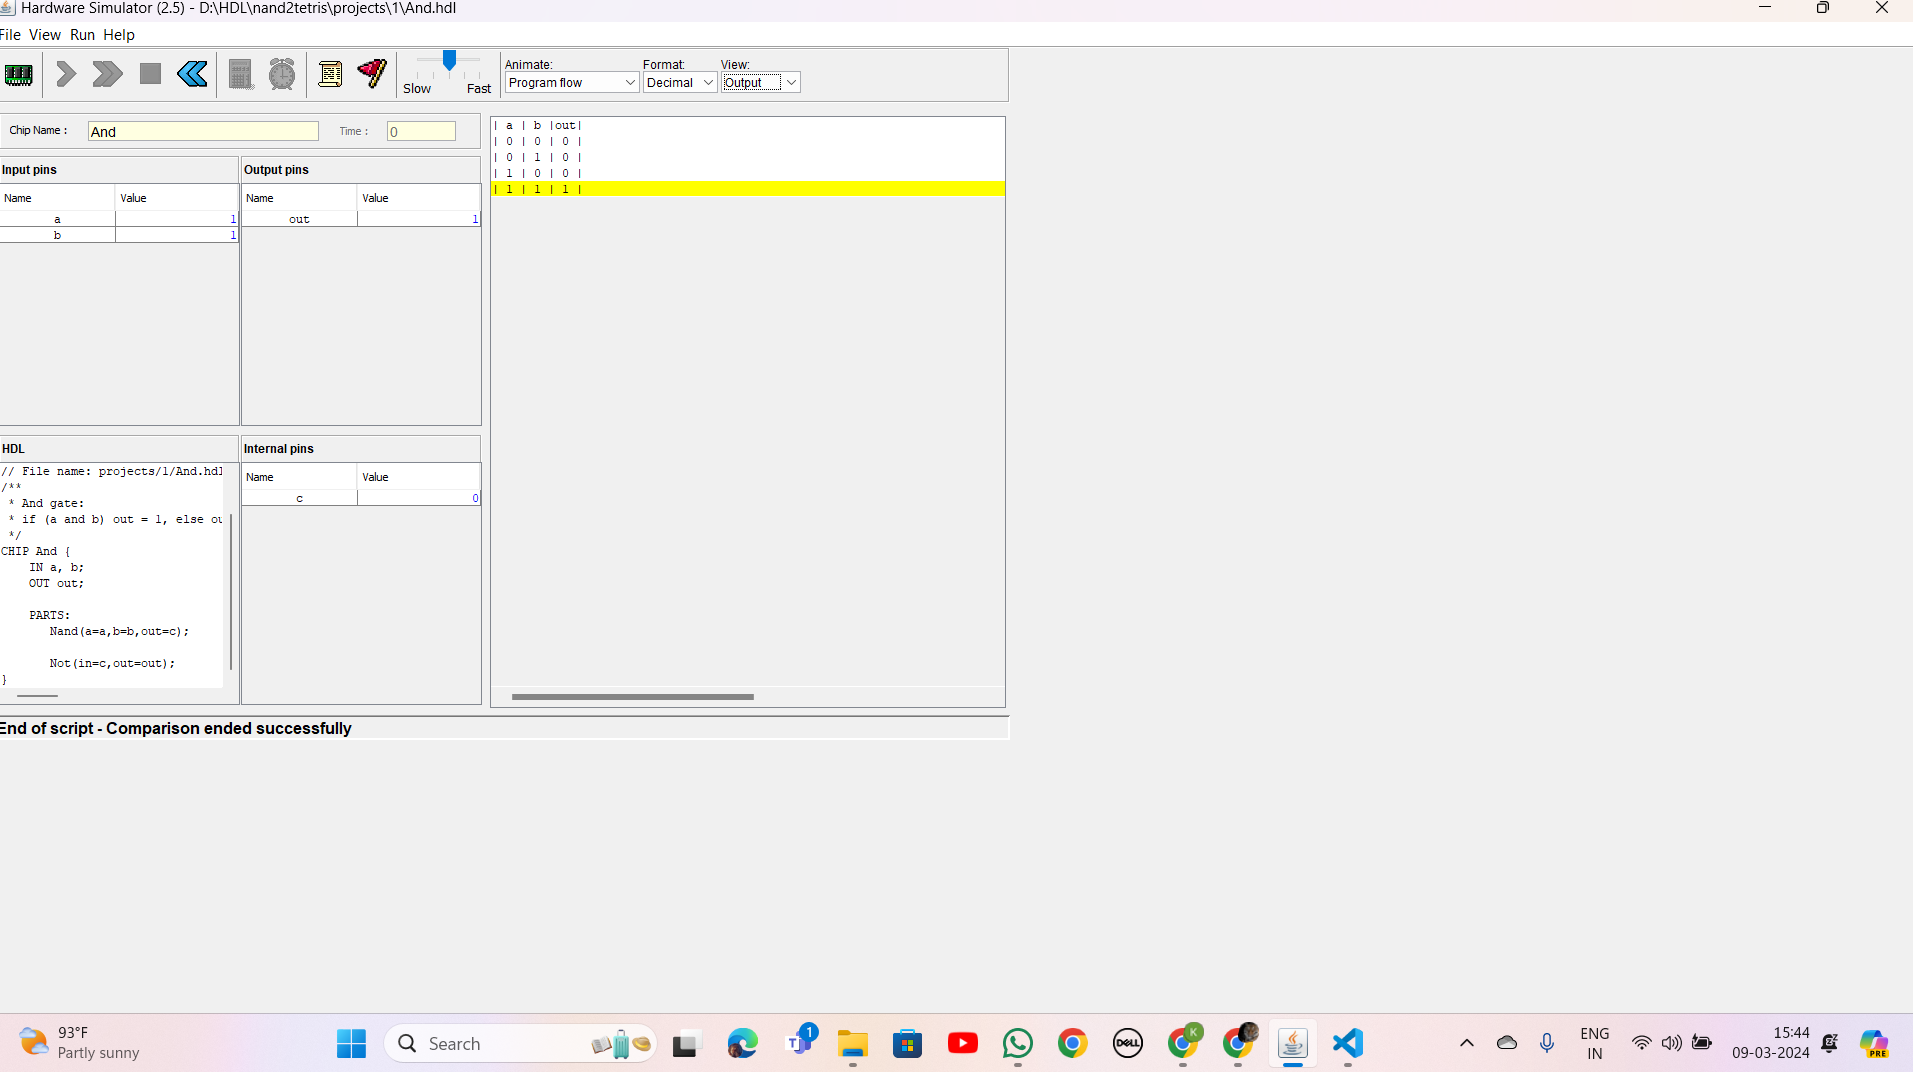 Hardware Simulator (2.5) - D:\HDL\nand2tetris\projects\1\And.hdl
File View Run Help
Slow Fast
Animate:
Program flow
Format:
Decimal
View:
Output
Chip Name :
And
Time :
0
Input pins
Name Value
a 1
b 1
Output pins
Name Value
out 1
| a | b |out|
| 0 | 0 | 0 |
| 0 | 1 | 0 |
| 1 | 0 | 0 |
| 1 | 1 | 1 |
HDL
// File name: projects/1/And.hdl
/**
* And gate:
* if (a and b) out = 1, else ou
*/
CHIP And {
IN a, b;
OUT out;
PARTS:
Nand(a=a,b=b,out=c);
Not(in=c,out=out);
}
Internal pins
Name Value
c 0
End of script - Comparison ended successfully
93°F
Partly sunny
Search
1
DELL
K
ENG
IN
15:44
09-03-2024
PRE